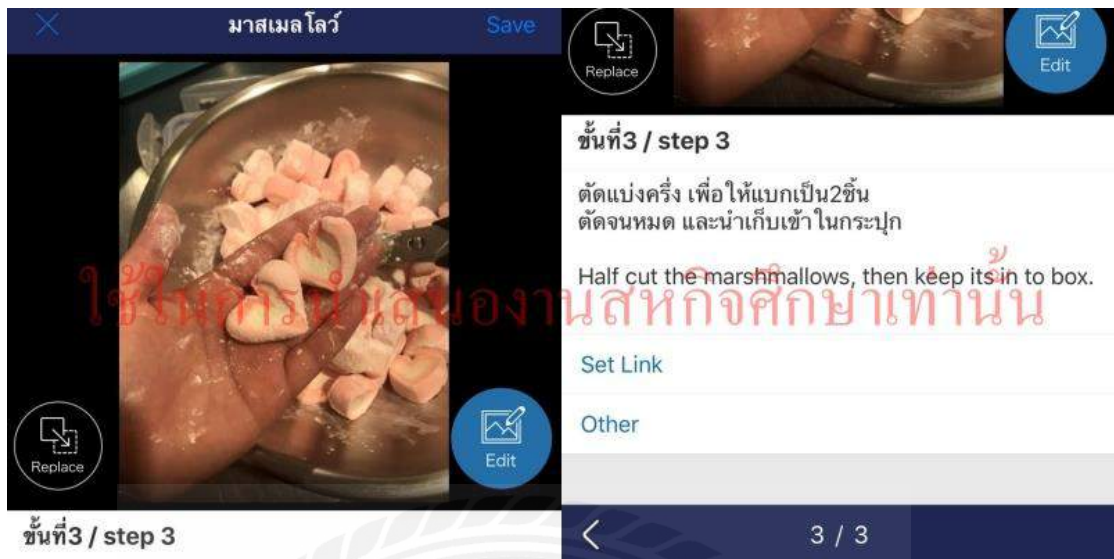 มาสเมลโลว์
Save
Replace
Edit
ขั้นที่3 / step 3
Replace
Edit
ขั้นที่3 / step 3
ตัดแบ่งครึ่ง เพื่อให้แบกเป็น2ชิ้น
ตัดจนหมด และนำเก็บเข้าในกระปุก
Half cut the marshmallows, then keep its in to box.
ใช้ในการนำเสนองานสหกิจศึกษาเท่านั้น
Set Link
Other
3 / 3